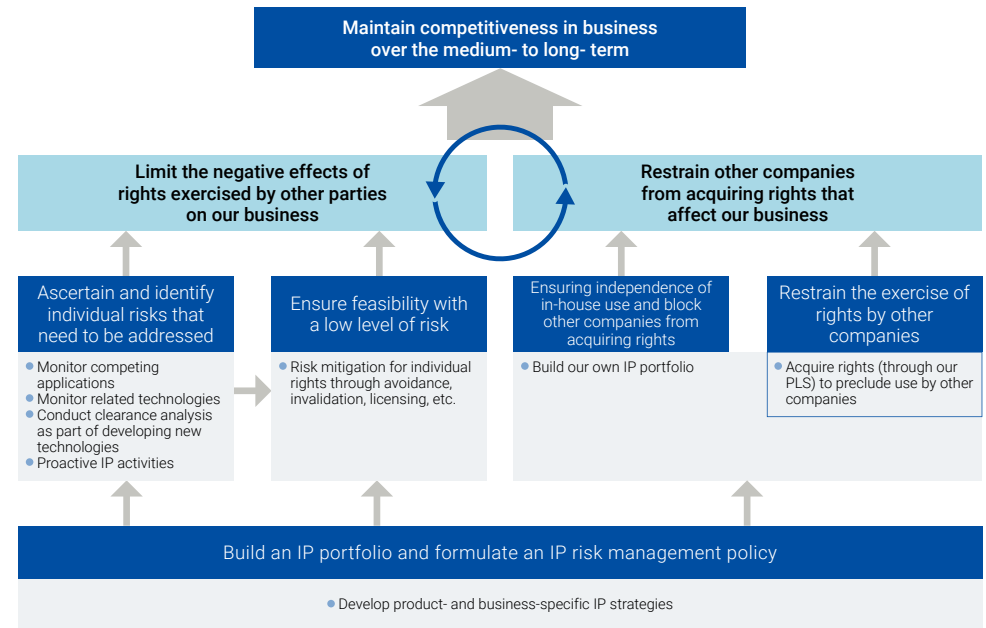 Maintain competitiveness in business
over the medium- to long- term
Limit the negative effects of
rights exercised by other parties
on our business
Restrain other companies
from acquiring rights that
affect our business
Ascertain and identify
individual risks that
need to be addressed
● Monitor competing
applications
● Monitor related technologies
● Conduct clearance analysis
as part of developing new
technologies
● Proactive IP activities
Ensure feasibility with
a low level of risk
● Risk mitigation for individual
rights through avoidance,
invalidation, licensing, etc.
Ensuring independence of
in-house use and block
other companies from
acquiring rights
● Build our own IP portfolio
Restrain the exercise of
rights by other
companies
● Acquire rights (through our
PLS) to preclude use by other
companies
Build an IP portfolio and formulate an IP risk management policy
● Develop product- and business-specific IP strategies